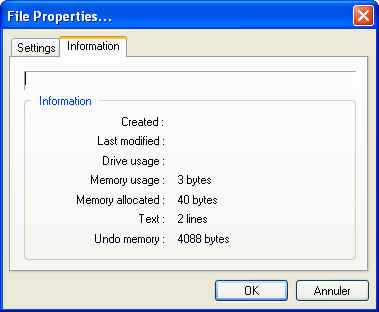 File Properties...
Settings
Information
Information
Created :
Last modified :
Drive usage :
Memory usage : 3 bytes
Memory allocated : 40 bytes
Text : 2 lines
Undo memory : 4088 bytes
OK
Annuler